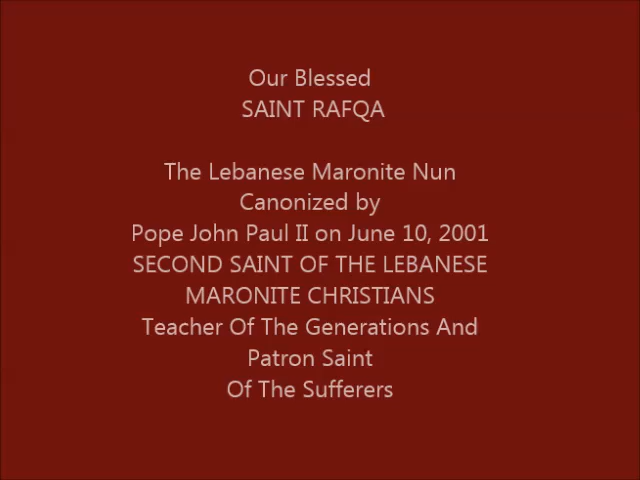 Our Blessed
SAINT RAFQA
The Lebanese Maronite Nun
Canonized by
Pope John Paul II on June 10, 2001
SECOND SAINT OF THE LEBANESE
MARONITE CHRISTIANS
Teacher Of The Generations And
Patron Saint
Of The Sufferers